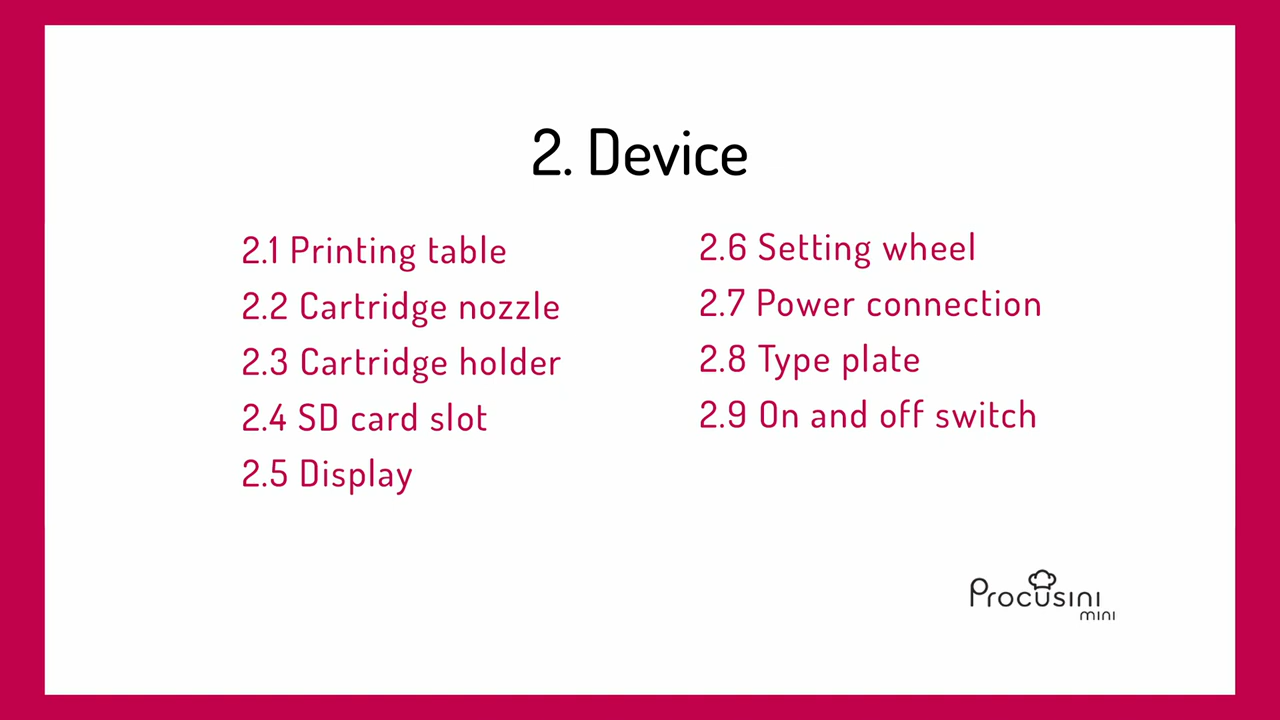 2. Device
2.1 Printing table
2.2 Cartridge nozzle
2.3 Cartridge holder
2.4 SD card slot
2.5 Display
2.6 Setting wheel
2.7 Power connection
2.8 Type plate
2.9 On and off switch
Procusini
mini